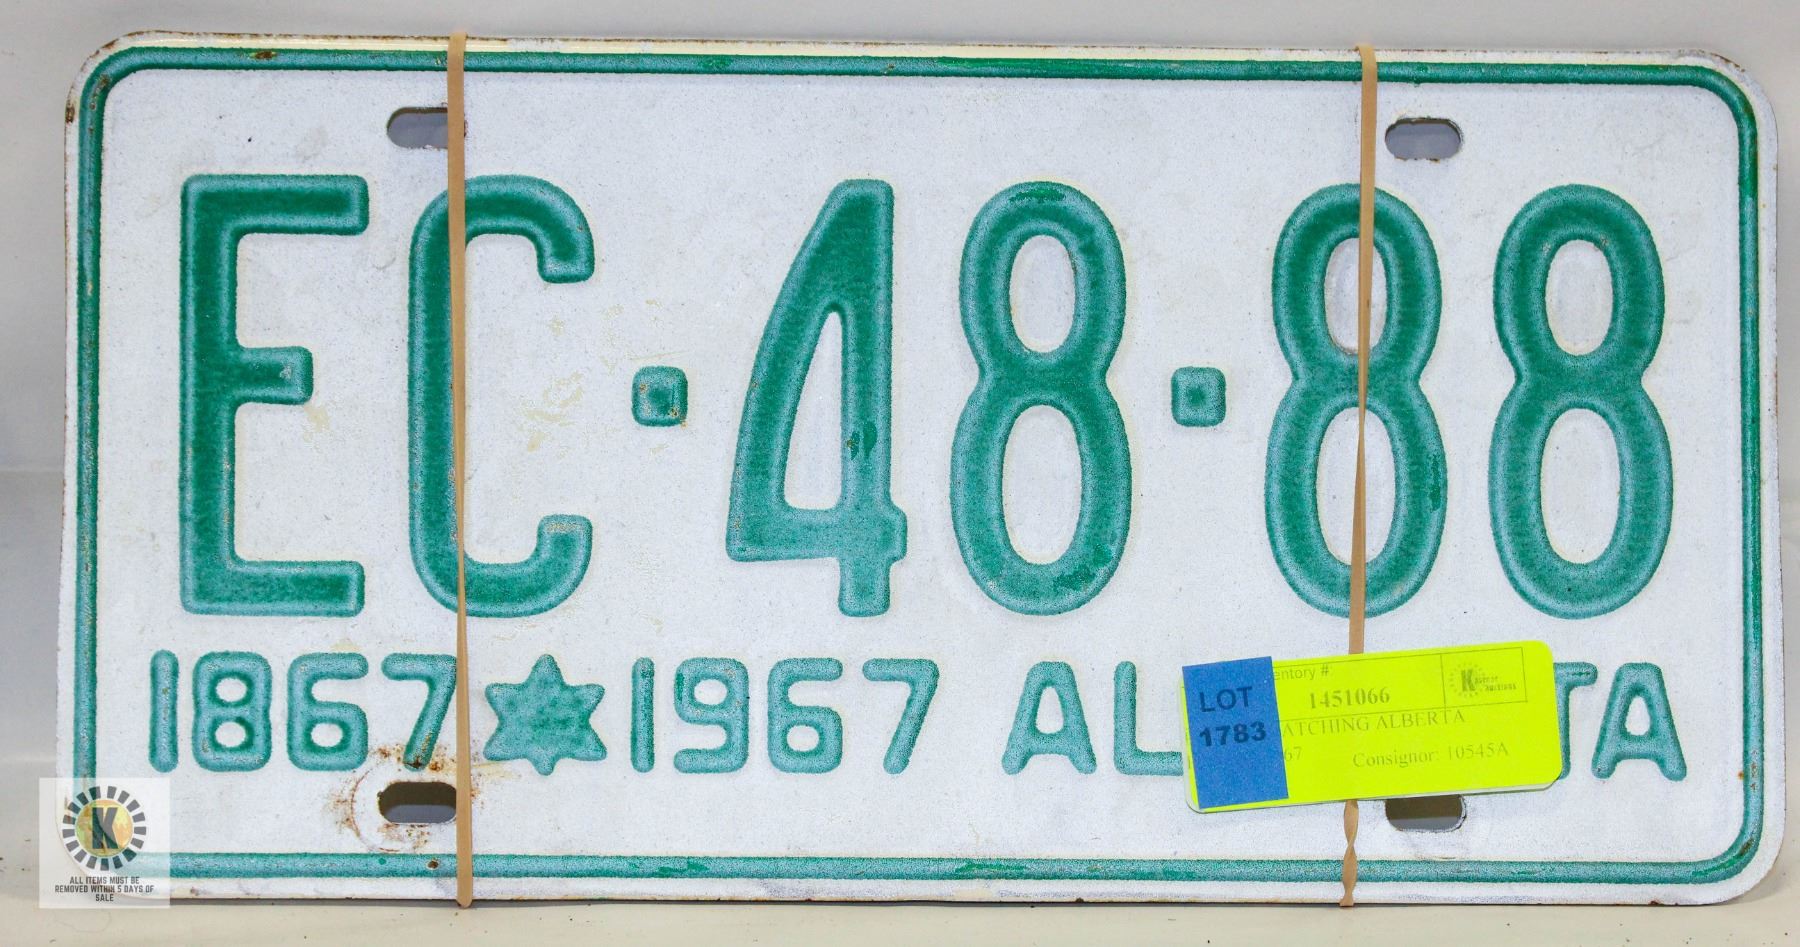 EC·48·88
1867 1967 AL TA
LOT
1783
entory #:
1451066
K
ATCHING ALBERTA
67 Consignor: 10545A
K
ALL ITEMS MUST BE
REMOVED WITHIN 5 DAYS OF
SALE